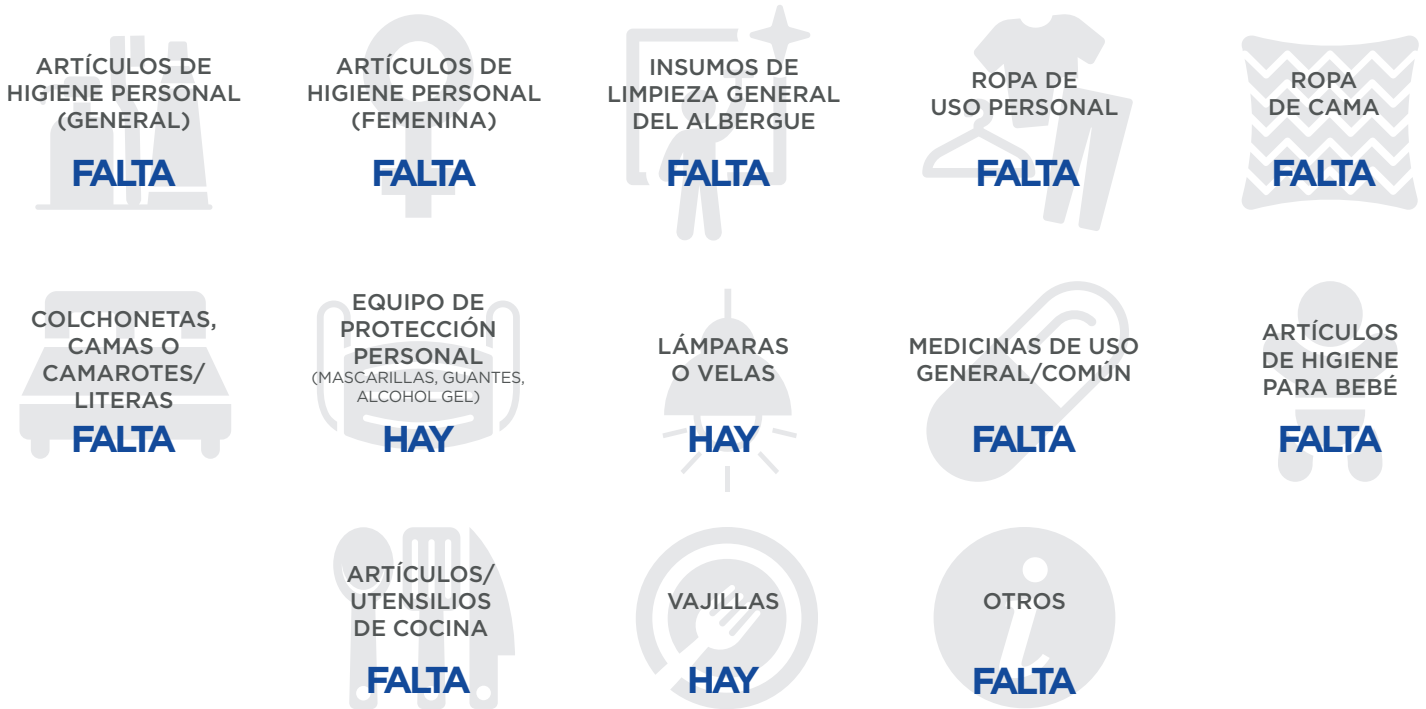 ARTÍCULOS DE
HIGIENE PERSONAL
(GENERAL)
FALTA
ARTÍCULOS DE
HIGIENE PERSONAL
(FEMENINA)
FALTA
INSUMOS DE
LIMPIEZA GENERAL
DEL ALBERGUE
FALTA
ROPA DE
USO PERSONAL
FALTA
ROPA
DE CAMA
FALTA
COLCHONETAS,
CAMAS O
CAMAROTES/
LITERAS
FALTA
EQUIPO DE
PROTECCIÓN
PERSONAL
(MASCARILLAS, GUANTES,
ALCOHOL GEL)
HAY
LÁMPARAS
O VELAS
HAY
MEDICINAS DE USO
GENERAL/COMÚN
FALTA
ARTÍCULOS
DE HIGIENE
PARA BEBÉ
FALTA
ARTÍCULOS/
UTENSILIOS
DE COCINA
FALTA
VAJILLAS
HAY
OTROS
FALTA